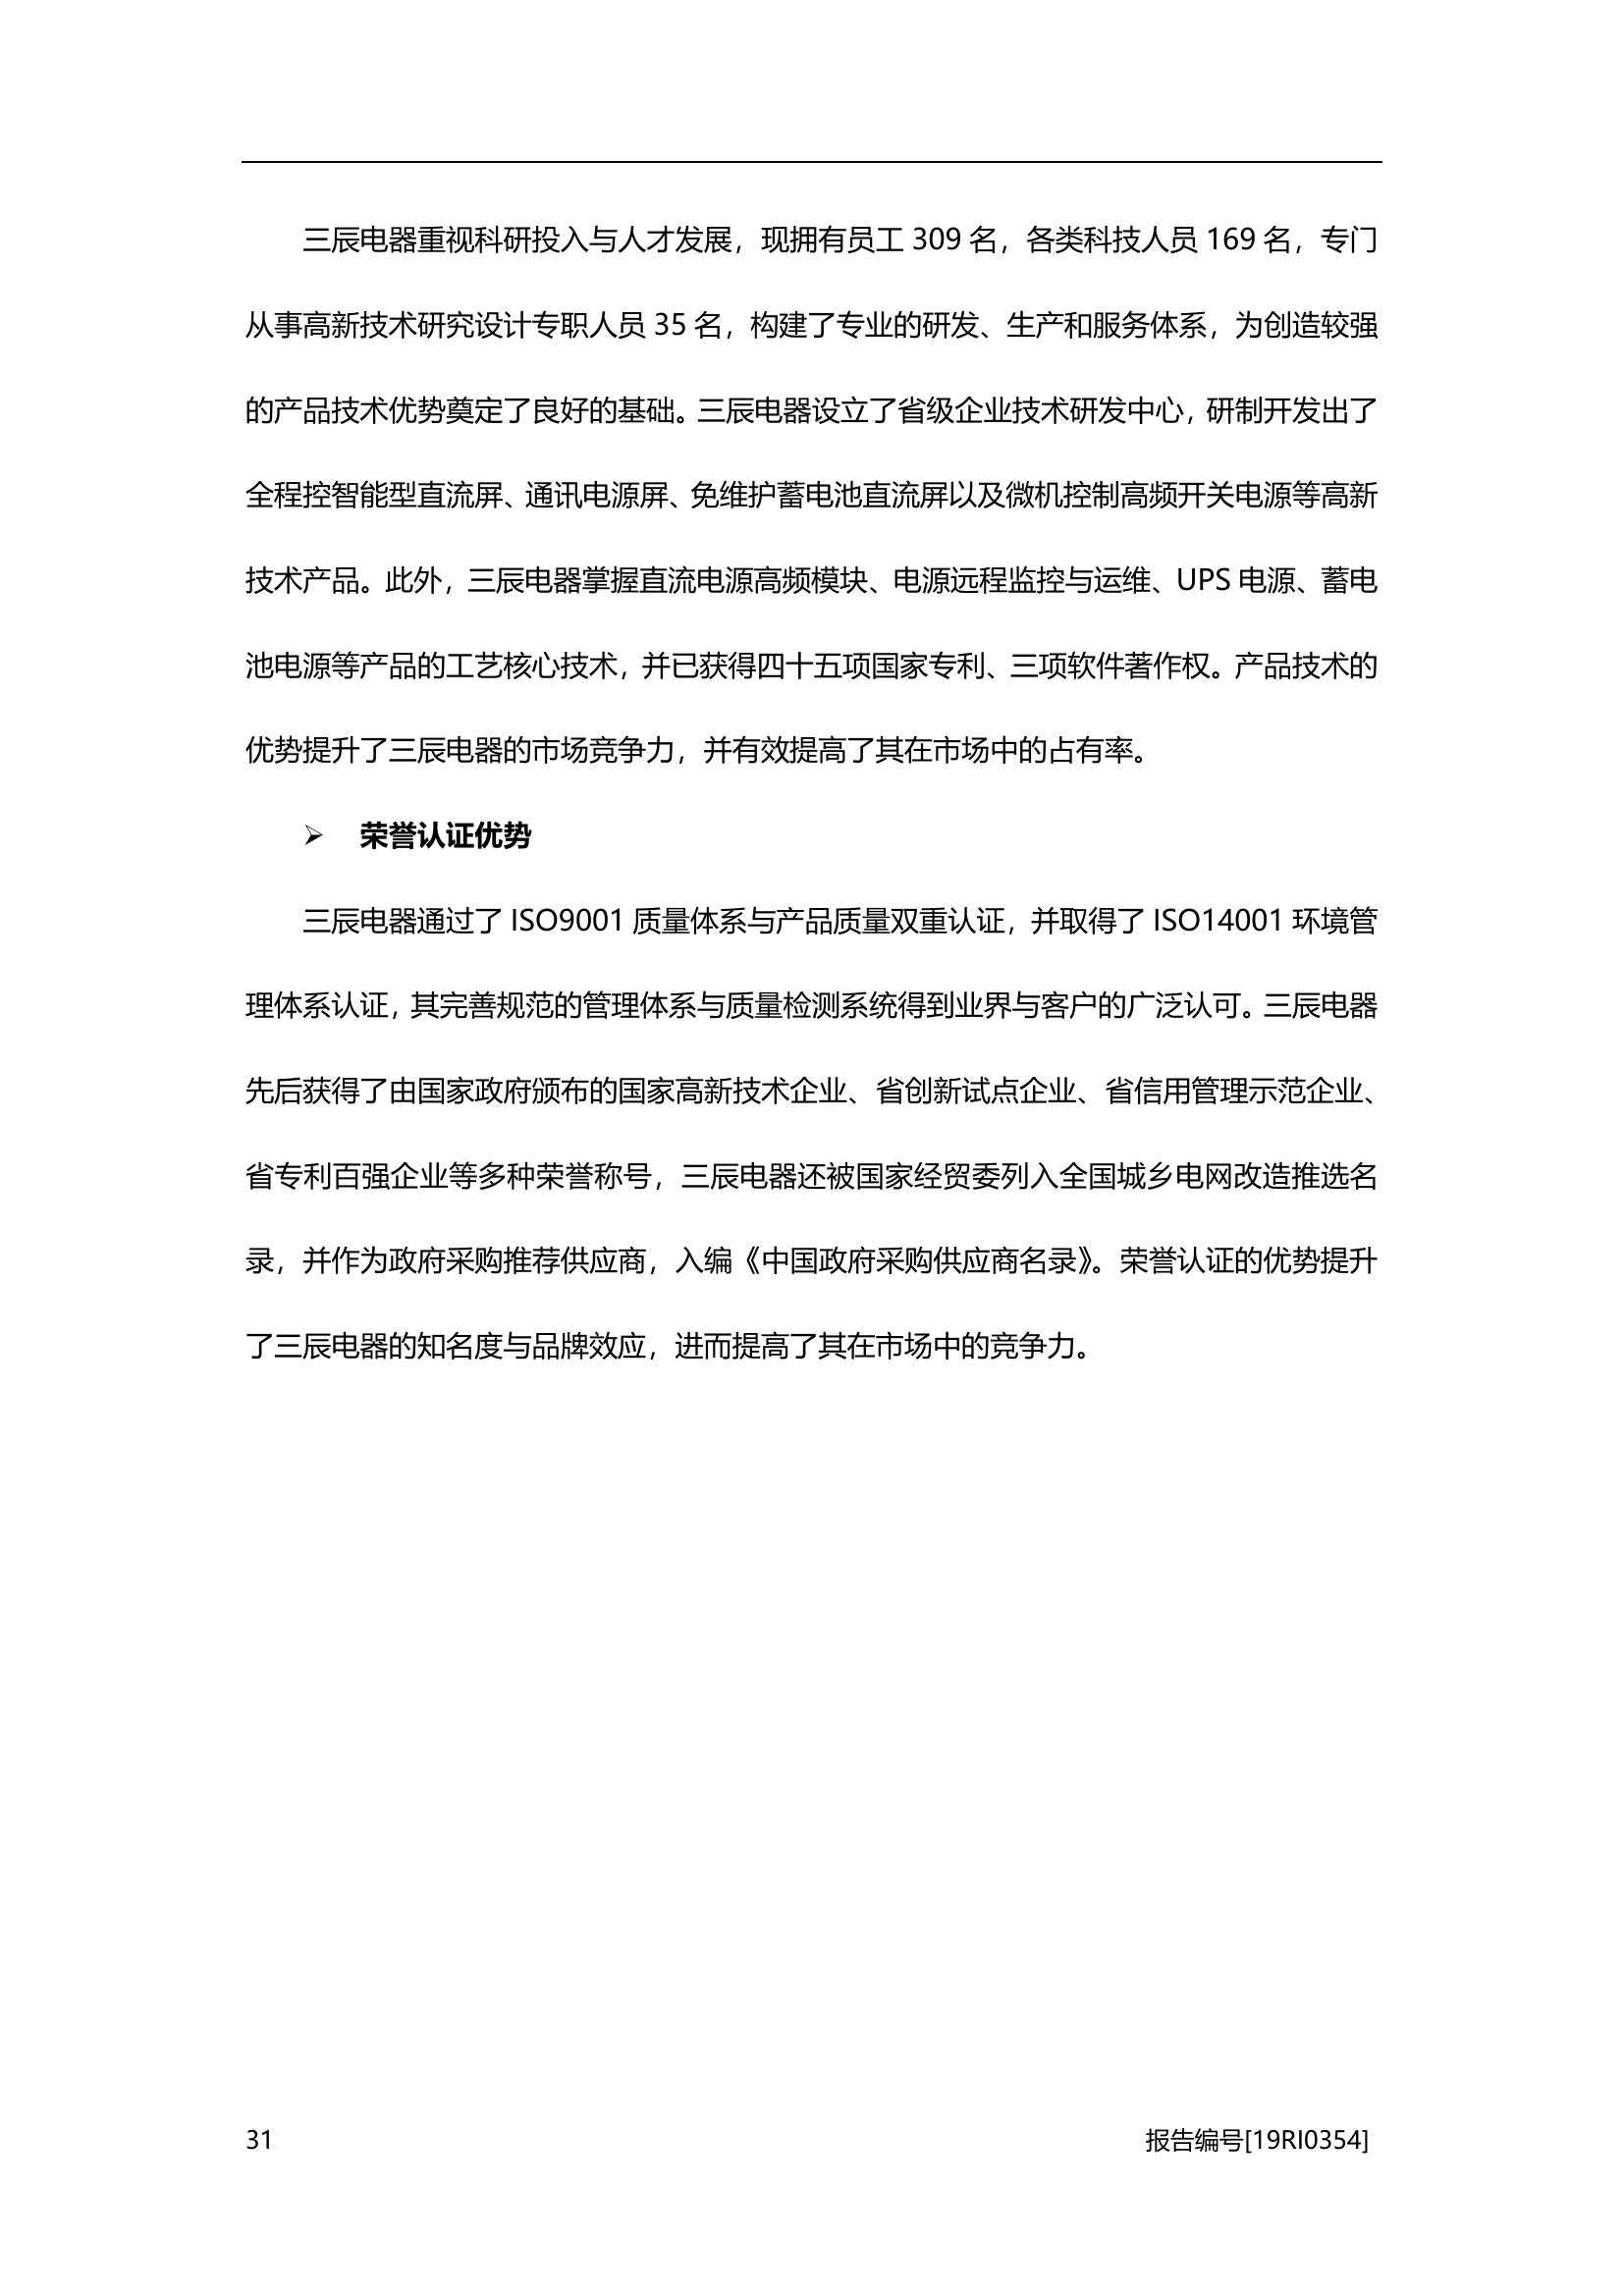 三辰电器重视科研投入与人才发展，现拥有员工 309 名，各类科技人员 169 名，专门
从事高新技术研究设计专职人员 35 名，构建了专业的研发、生产和服务体系，为创造较强
的产品技术优势奠定了良好的基础。三辰电器设立了省级企业技术研发中心，研制开发出了
全程控智能型直流屏、通讯电源屏、免维护蓄电池直流屏以及微机控制高频开关电源等高新
技术产品。此外，三辰电器掌握直流电源高频模块、电源远程监控与运维、UPS 电源、蓄电
池电源等产品的工艺核心技术，并已获得四十五项国家专利、三项软件著作权。产品技术的
优势提升了三辰电器的市场竞争力，并有效提高了其在市场中的占有率。
➢ 荣誉认证优势
三辰电器通过了 ISO9001 质量体系与产品质量双重认证，并取得了 ISO14001 环境管
理体系认证，其完善规范的管理体系与质量检测系统得到业界与客户的广泛认可。三辰电器
先后获得了由国家政府颁布的国家高新技术企业、省创新试点企业、省信用管理示范企业、
省专利百强企业等多种荣誉称号，三辰电器还被国家经贸委列入全国城乡电网改造推选名
录，并作为政府采购推荐供应商，入编《中国政府采购供应商名录》。荣誉认证的优势提升
了三辰电器的知名度与品牌效应，进而提高了其在市场中的竞争力。
31 报告编号[19RI0354]